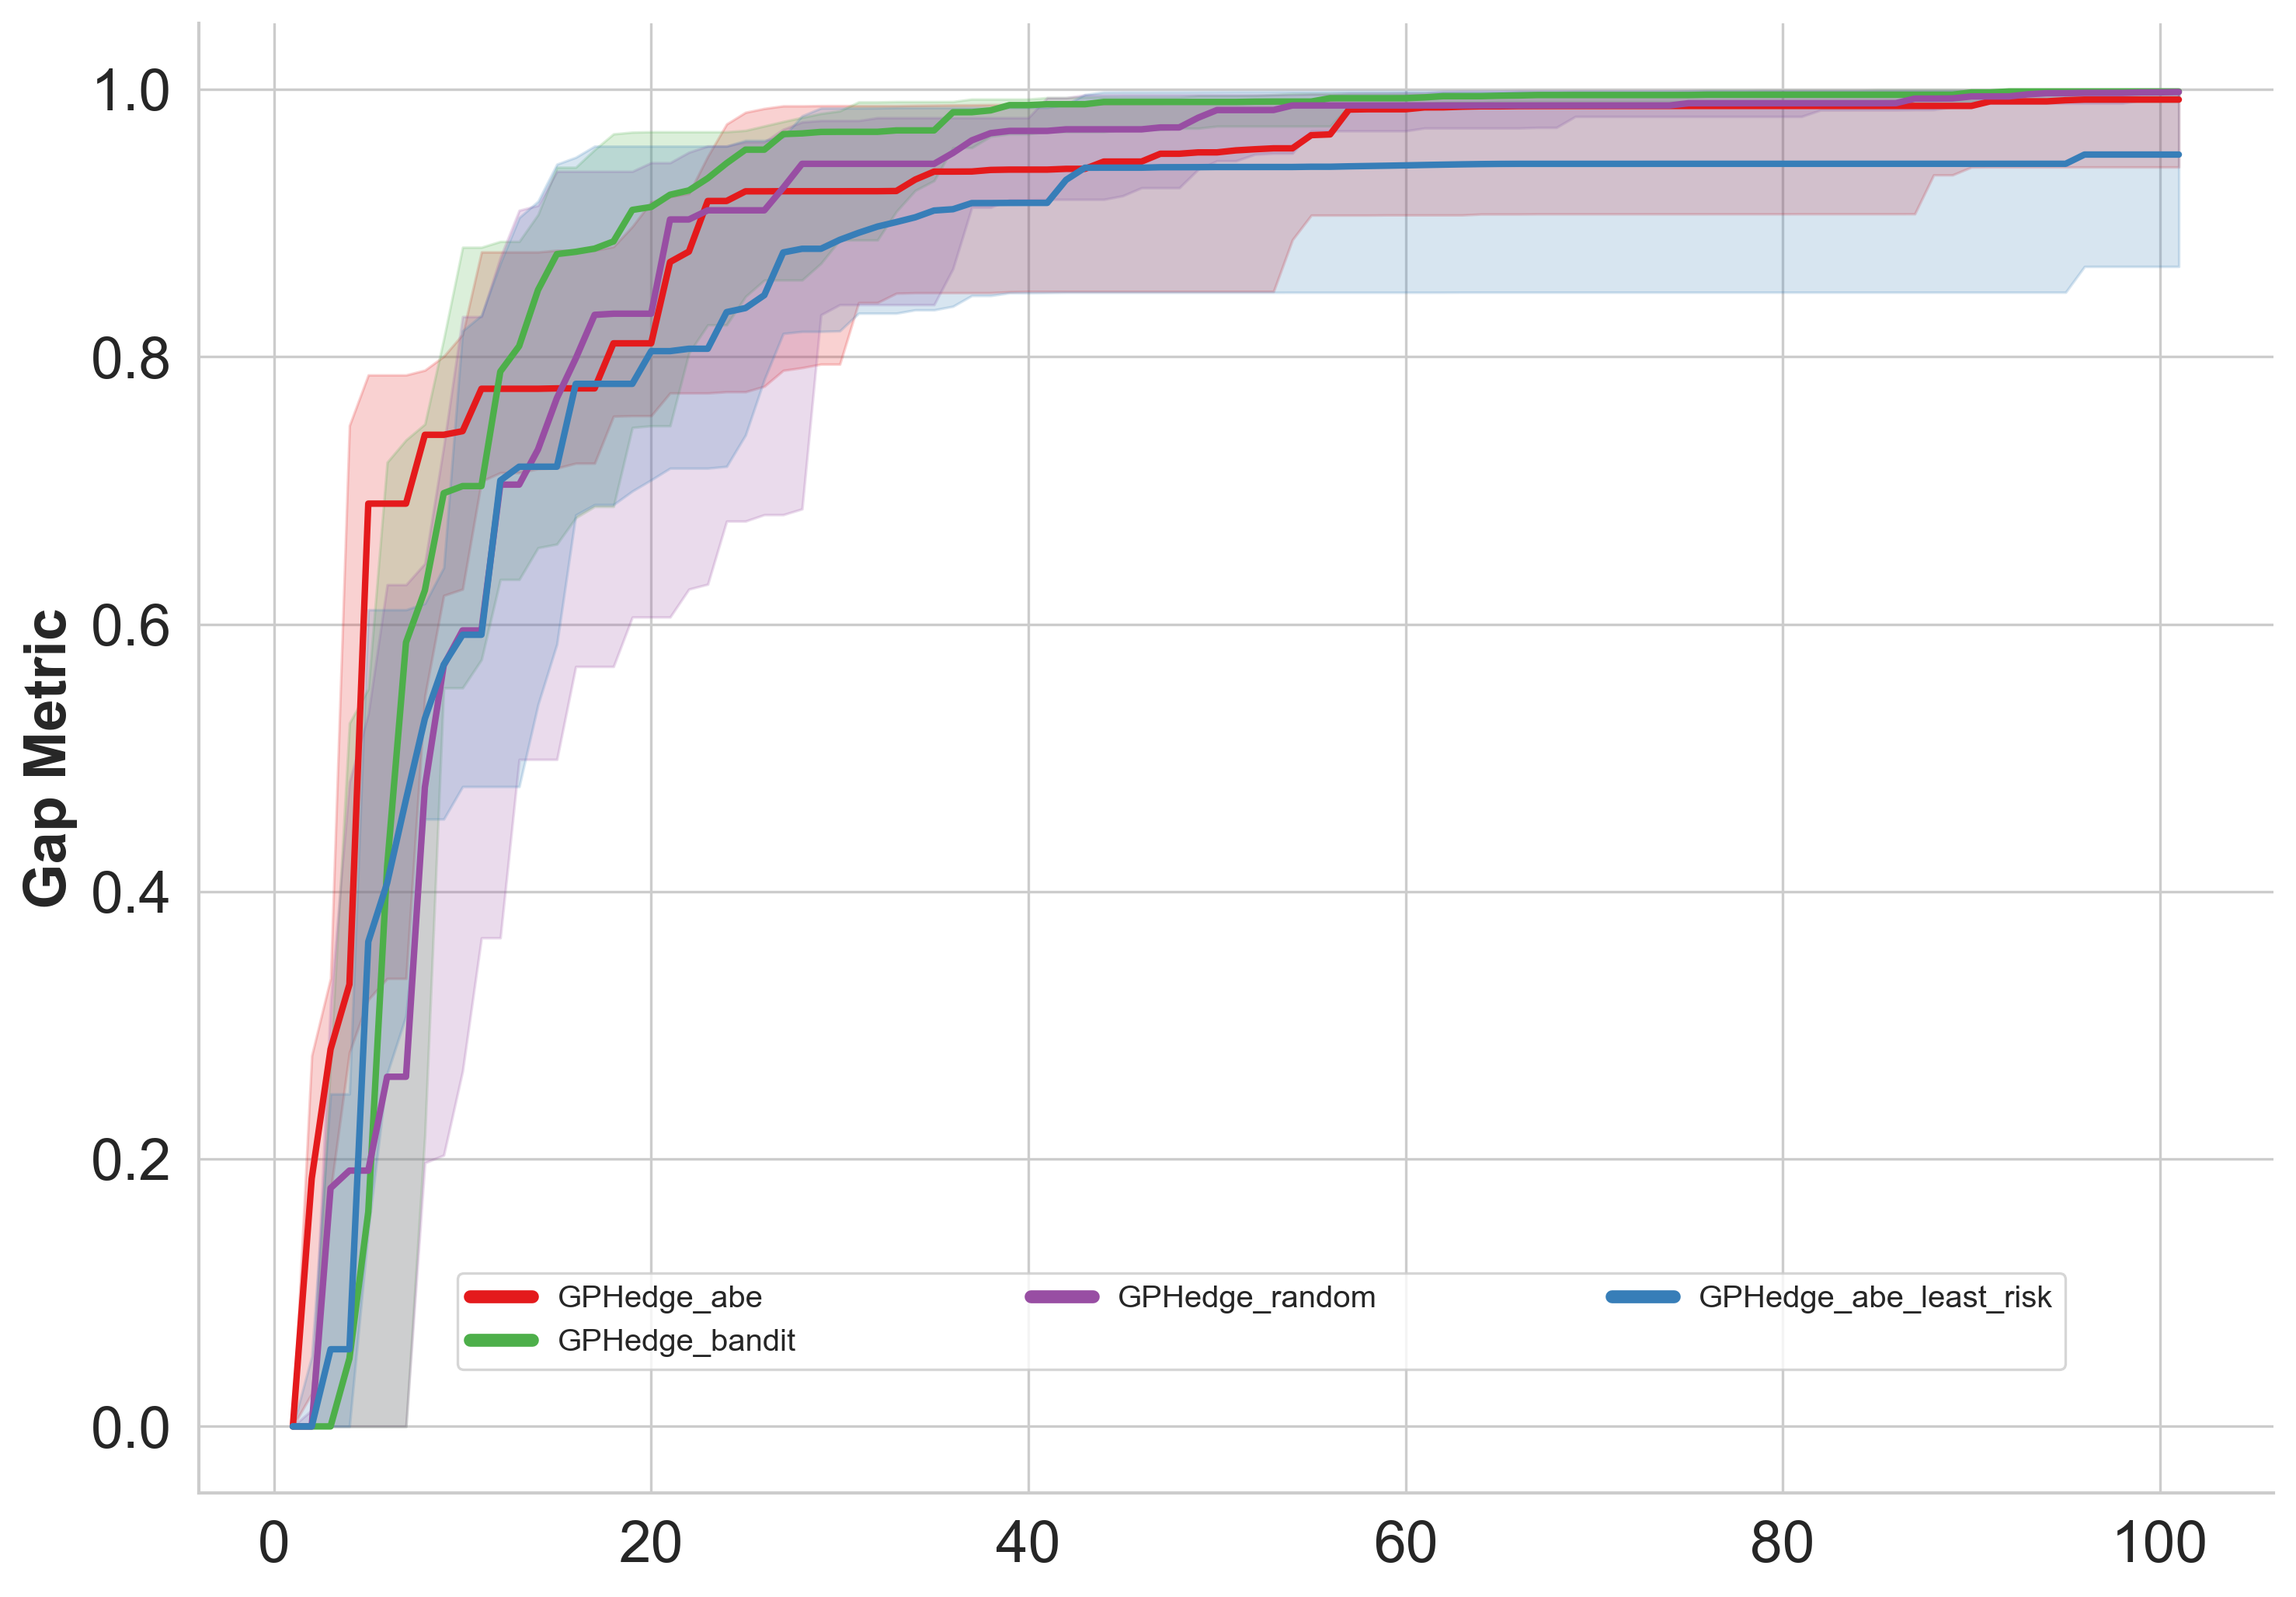 1.0
0.8
0.6
0.4
0.2
0.0
Gap Metric
GPHedge_abe
GPHedge_bandit
GPHedge_random
GPHedge_abe_least_risk
0 20 40 60 80 100